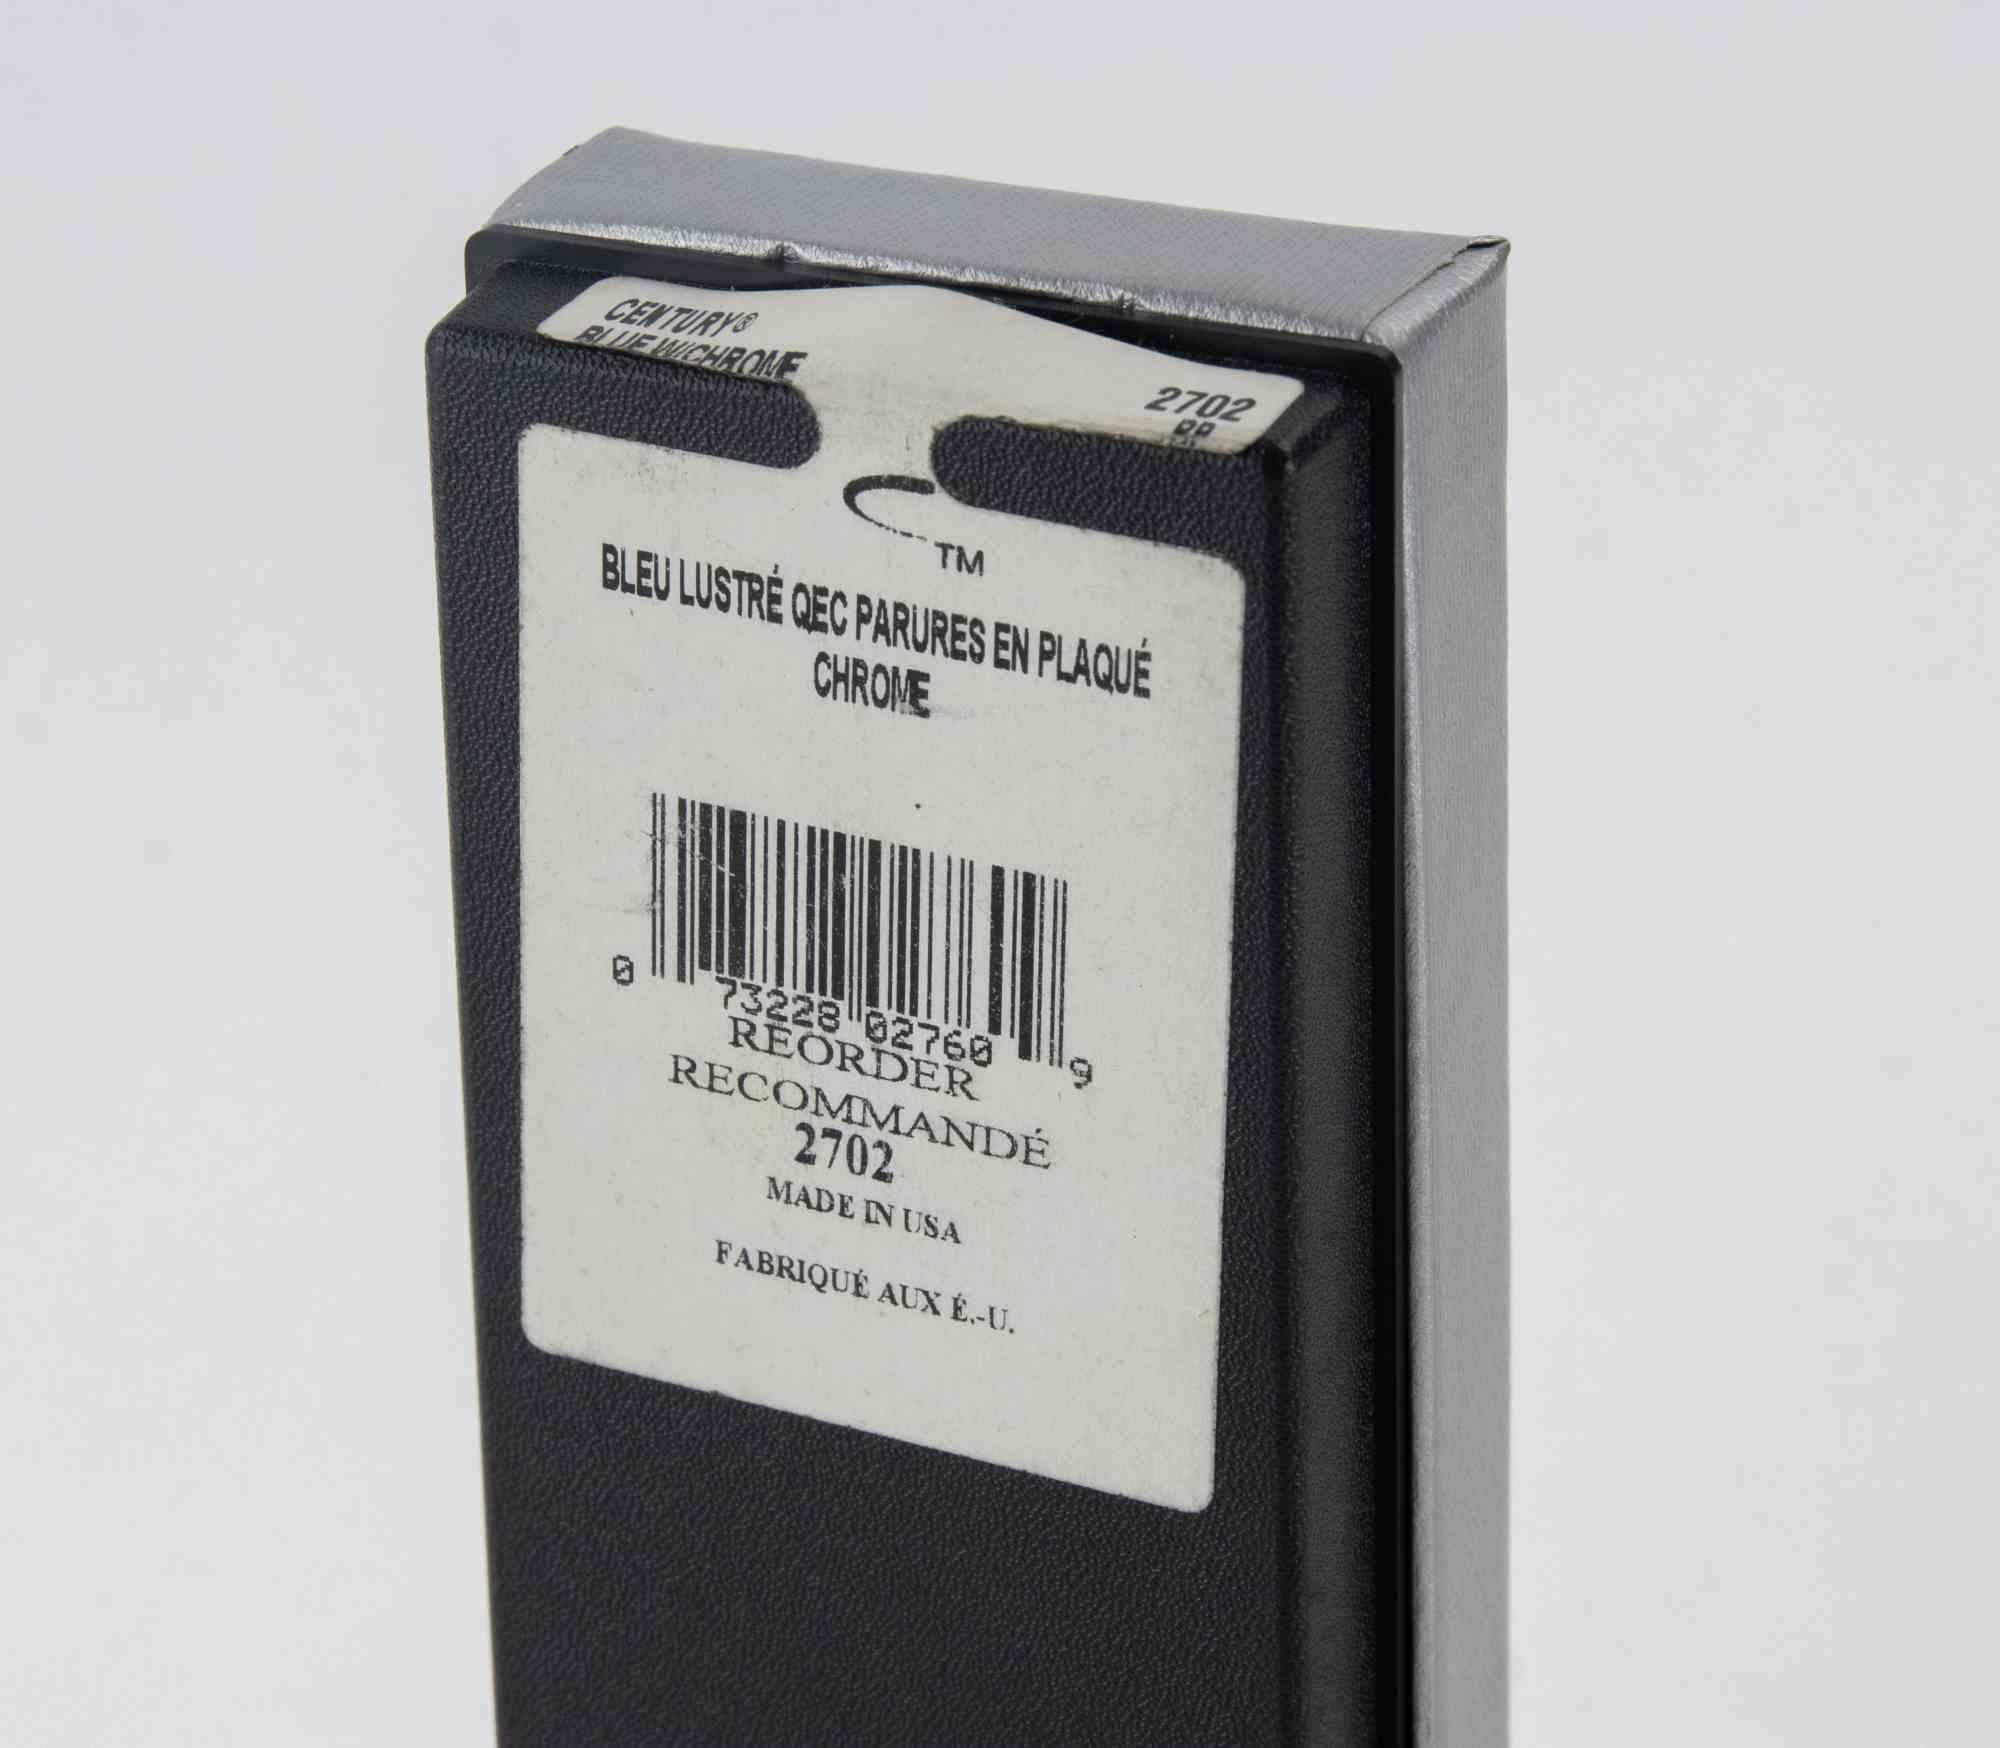 CENTURY®
BLUE W/CHROME
2702
TM
BLEU LUSTRÉ QEC PARURES EN PLAQUÉ
CHROME
0 73228 02760 9
REORDER
RECOMMANDÉ
2702
MADE IN USA
FABRIQUÉ AUX É.-U.